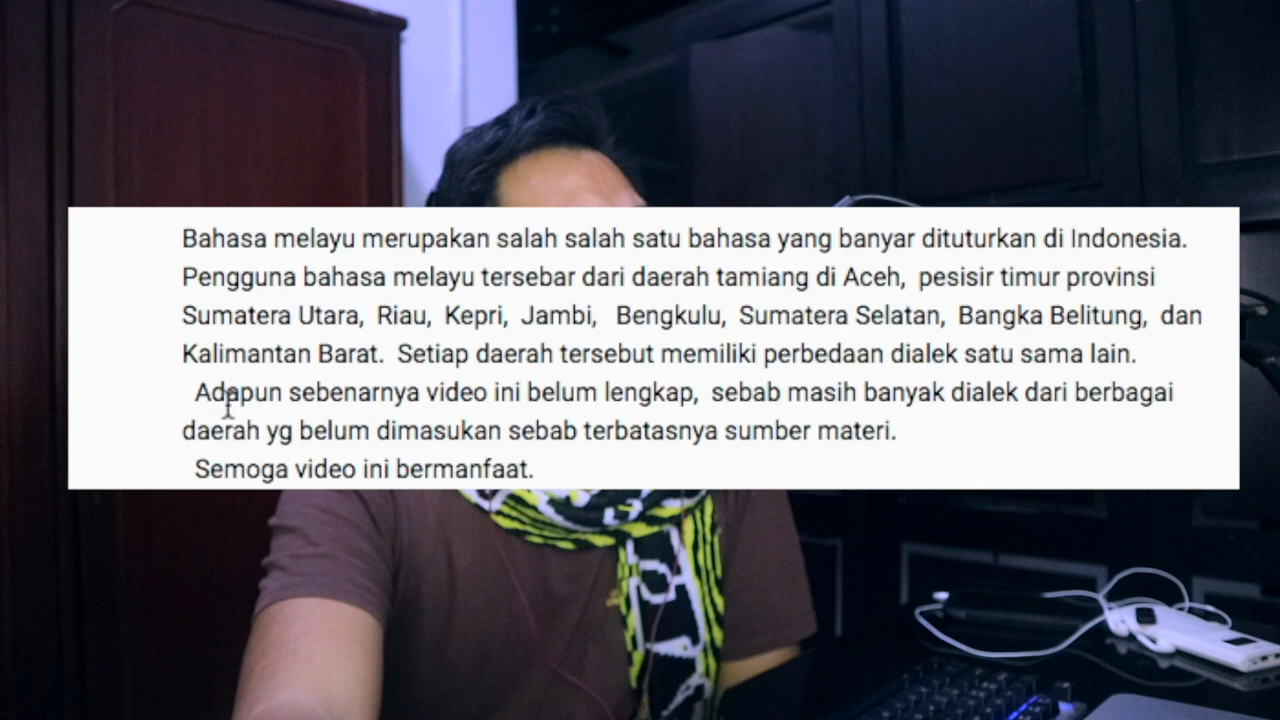 Bahasa melayu merupakan salah salah satu bahasa yang banyar dituturkan di Indonesia.
Pengguna bahasa melayu tersebar dari daerah tamiang di Aceh, pesisir timur provinsi
Sumatera Utara, Riau, Kepri, Jambi, Bengkulu, Sumatera Selatan, Bangka Belitung, dan
Kalimantan Barat. Setiap daerah tersebut memiliki perbedaan dialek satu sama lain.
Adapun sebenarnya video ini belum lengkap, sebab masih banyak dialek dari berbagai
daerah yg belum dimasukan sebab terbatasnya sumber materi.
Semoga video ini bermanfaat.